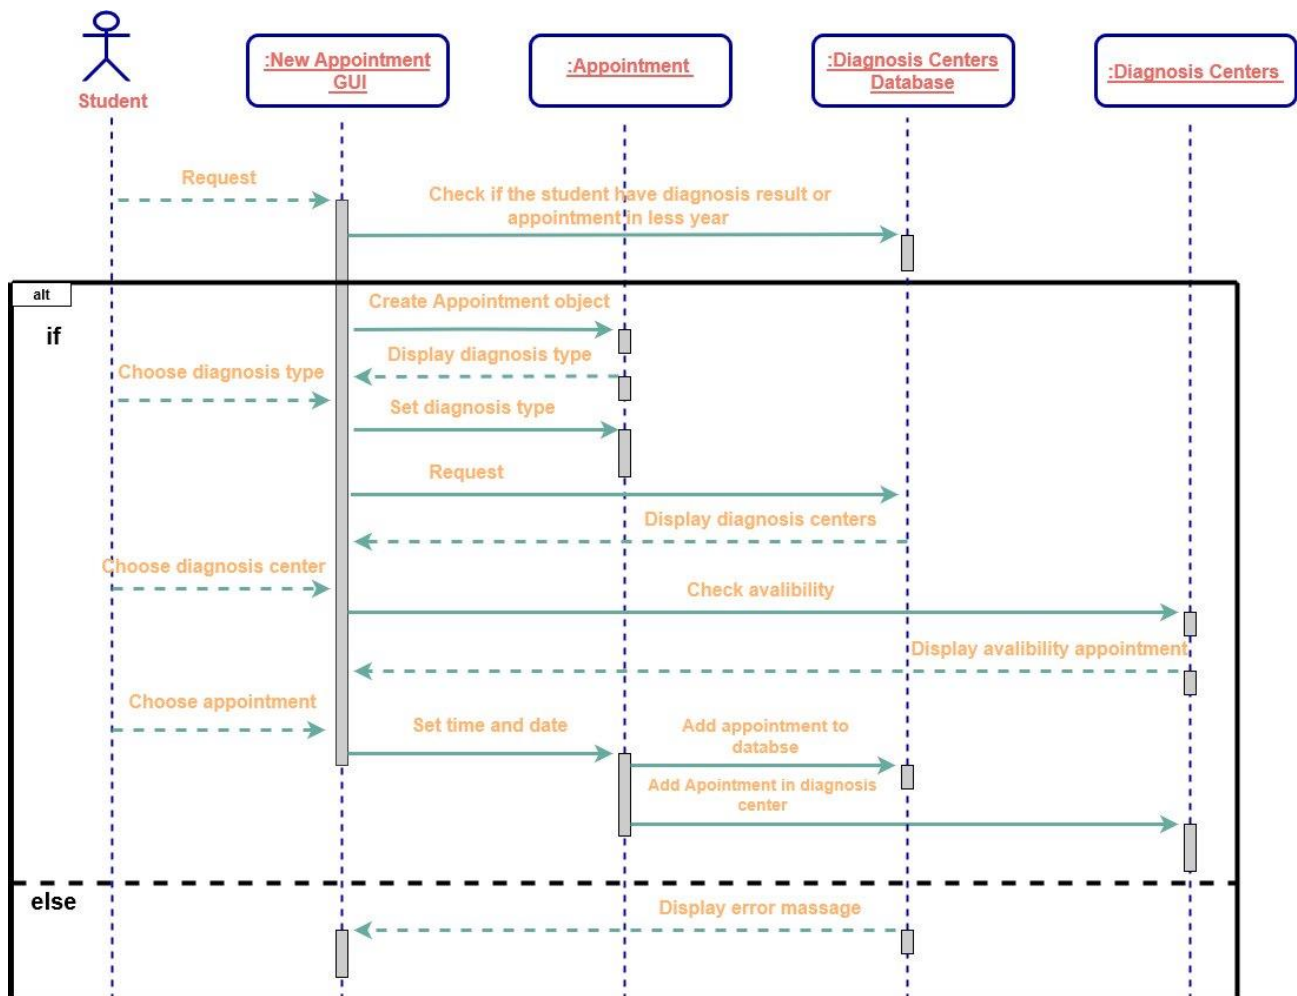 :New Appointment
GUI
:Appointment
:Diagnosis Centers
Database
:Diagnosis Centers
Student
Request
Check if the student have diagnosis result or
appointment in less year
alt
if
Create Appointment object
Display diagnosis type
Choose diagnosis type
Set diagnosis type
Request
Display diagnosis centers
Choose diagnosis center
Check avalibility
Display avalibility appointment
Choose appointment
Set time and date
Add appointment to
databse
Add Apointment in diagnosis
center
else
Display error massage